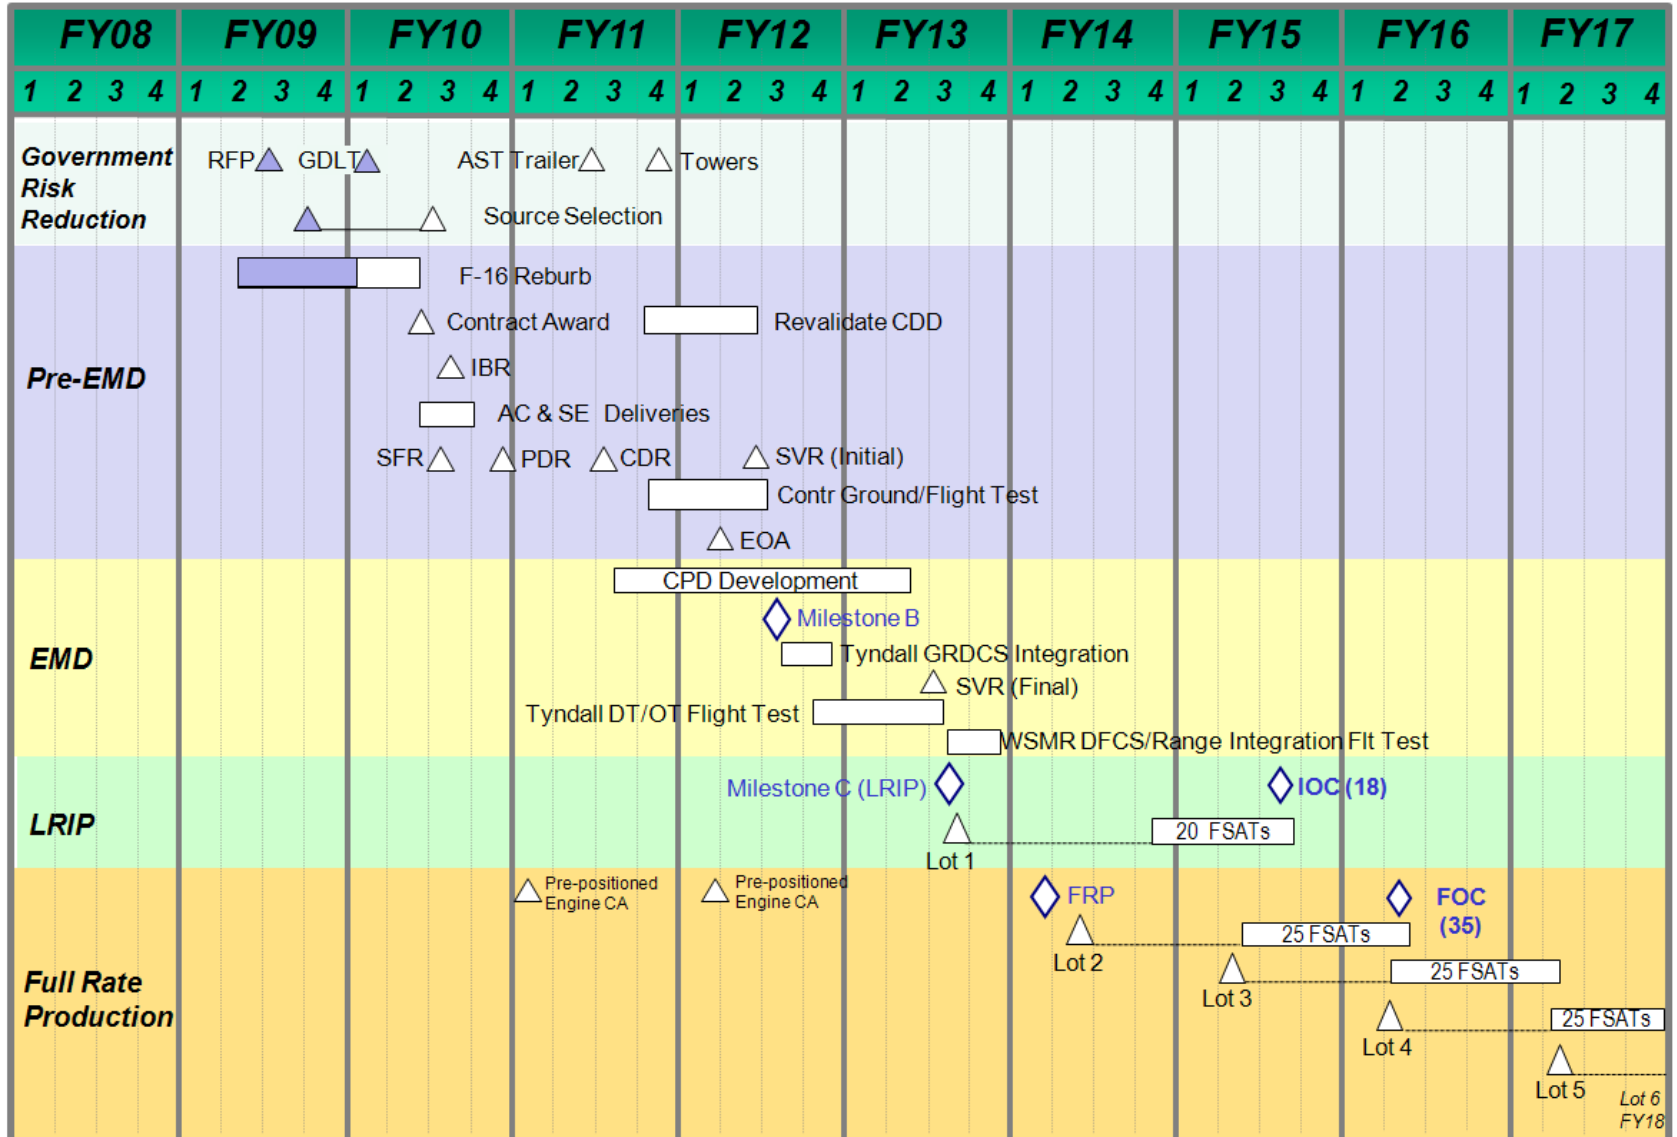 FY08 FY09 FY10 FY11 FY12 FY13 FY14 FY15 FY16 FY17
1 2 3 4 1 2 3 4 1 2 3 4 1 2 3 4 1 2 3 4 1 2 3 4 1 2 3 4 1 2 3 4 1 2 3 4 1 2 3 4
Government
Risk
Reduction
RFP GDLT AST Trailer Towers
Source Selection
Pre-EMD
F-16 Reburb
Contract Award Revalidate CDD
IBR
AC & SE Deliveries
SFR PDR CDR SVR (Initial)
Contr Ground/Flight Test
EOA
EMD
CPD Development
Milestone B
Tyndall GRDCS Integration
SVR (Final)
Tyndall DT/OT Flight Test
WSMR DFCS/Range Integration Flt Test
LRIP
Milestone C (LRIP) IOC (18)
20 FSATs
Lot 1
Full Rate
Production
Pre-positioned
Engine CA
Pre-positioned
Engine CA
FRP
FOC
(35)
25 FSATs
Lot 2
25 FSATs
Lot 3
25 FSATs
Lot 4
Lot 5
Lot 6
FY18